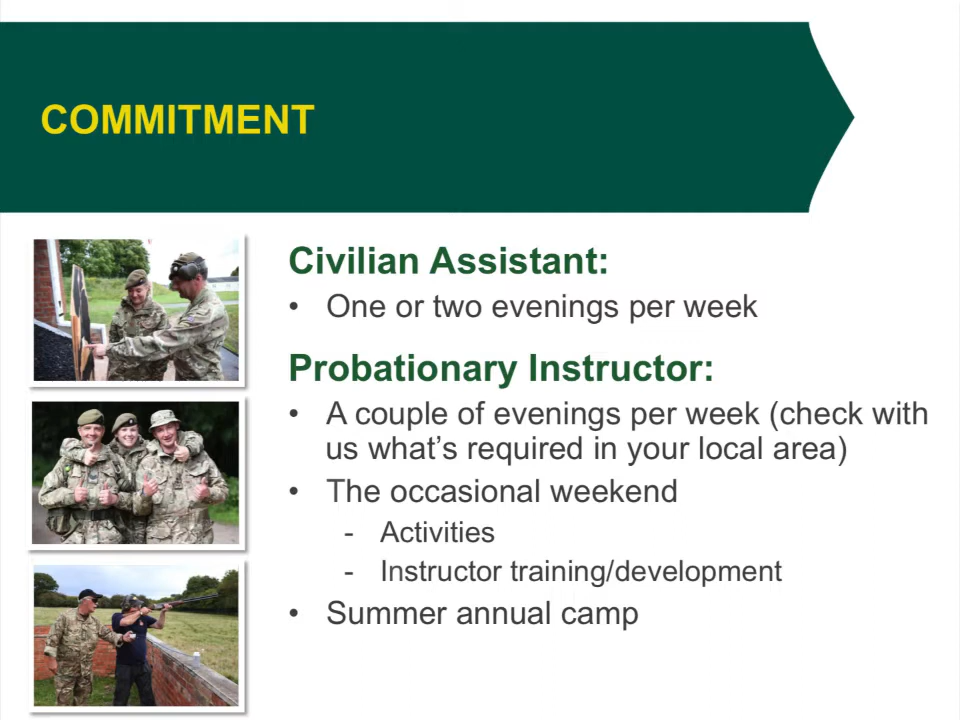 COMMITMENT
Civilian Assistant:
• One or two evenings per week
Probationary Instructor:
• A couple of evenings per week (check with
us what's required in your local area)
• The occasional weekend
- Activities
- Instructor training/development
• Summer annual camp